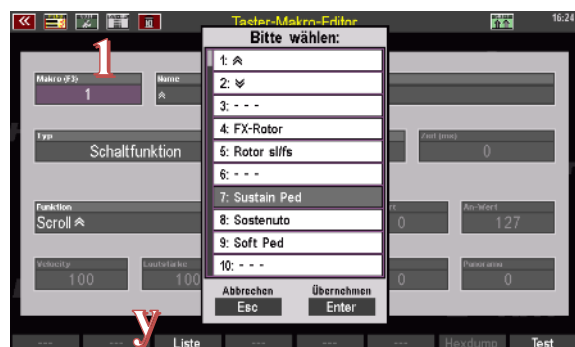 Taster-Makro-Editor
16:24
Bitte wählen:
1
Makro (F3)
1
Name
1:
2:
3: - - -
4: FX-Rotor
5: Rotor sl/fs
6: - - -
7: Sustain Ped
8: Sostenuto
9: Soft Ped
10: - - -
Typ
Schaltfunktion
Zeit (ms)
0
Funktion
Scroll
0
An-Wert
127
Velocity
100
Lautstärke
100
0
Panorama
0
Abbrechen
Esc
Übernehmen
Enter
y
--- --- Liste --- --- --- Hexdump Test